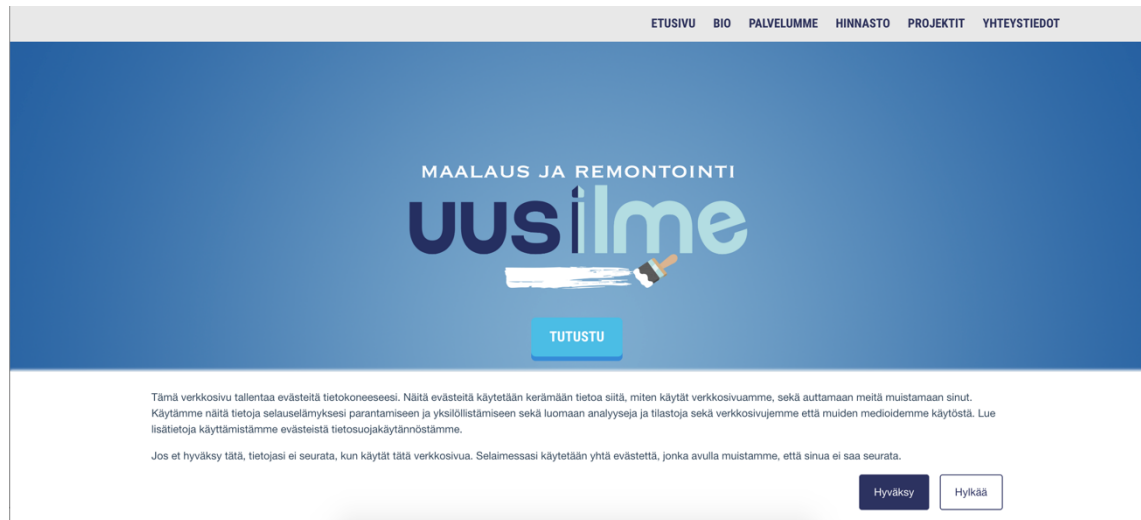 ETUSIVU BIO PALVELUMME HINNASTO PROJEKTIT YHTEYSTIEDOT
MAALAUS JA REMONTOINTI
uusilme
TUTUSTU
Tämä verkkosivu tallentaa evästeitä tietokoneeseesi. Näitä evästeitä käytetään kerämään tietoa siitä, miten käytät verkkosivuamme, sekä auttamaan meitä muistamaan sinut.
Käytämme näitä tietoja selauselämyksesi parantamiseen ja yksilöllistämiseen sekä luomaan analyyseja ja tilastoja sekä verkkosivujemme että muiden medioidemme käytöstä. Lue
lisätietoja käyttämistämme evästeistä tietosuojakäytännöstämme.
Jos et hyväksy tätä, tietojasi ei seurata, kun käytät tätä verkkosivua. Selaimessasi käytetään yhtä evästettä, jonka avulla muistamme, että sinua ei saa seurata.
Hyväksy Hylkää